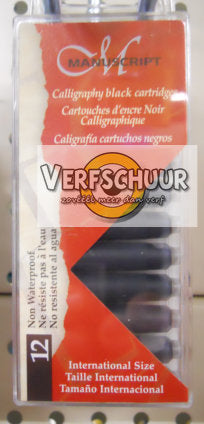 M
MANUSCRIPT
Calligraphy black cartridges
Cartouches d'encre Noir
Calligraphique
Caligrafía cartuchos negros
VERFSCHUUR
zoveel meer dan verf
Non Waterproof
Ne résiste pas à l'eau
No resistente al agua
12
International Size
Taille International
Tamaño Internacional